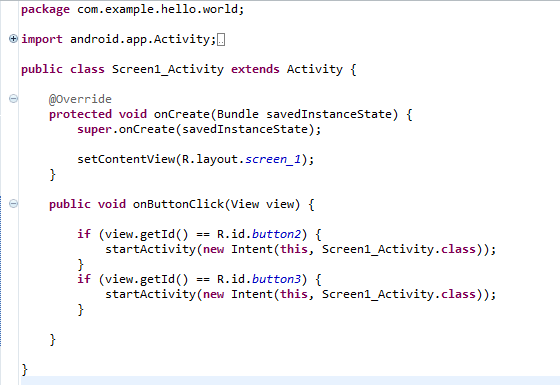 package com.example.hello.world;
import android.app.Activity;
public class Screen1_Activity extends Activity {
@Override
protected void onCreate(Bundle savedInstanceState) {
super.onCreate(savedInstanceState);
setContentView(R.layout.screen_1);
}
public void onButtonClick(View view) {
if (view.getId() == R.id.button2) {
startActivity(new Intent(this, Screen1_Activity.class));
}
if (view.getId() == R.id.button3) {
startActivity(new Intent(this, Screen1_Activity.class));
}
}
}